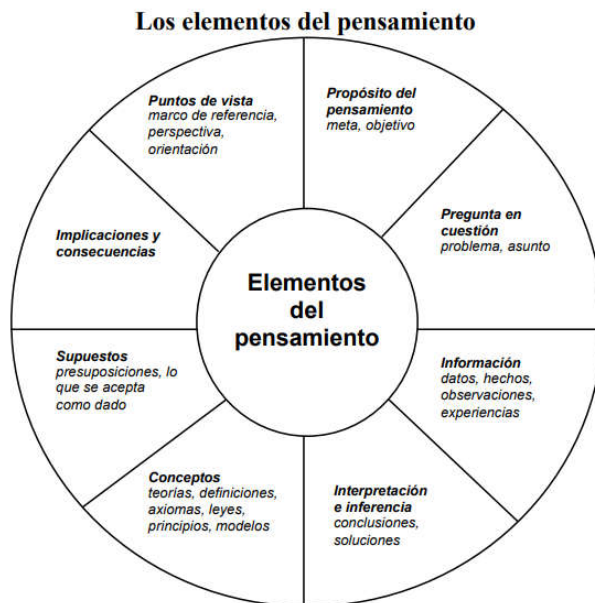 Los elementos del pensamiento
Puntos de vista
marco de referencia,
perspectiva,
orientación
Propósito del
pensamiento
meta, objetivo
Pregunta en
cuestión
problema, asunto
Implicaciones y
consecuencias
Elementos
del
pensamiento
Supuestos
presuposiciones, lo
que se acepta
como dado
Información
datos, hechos,
observaciones,
experiencias
Conceptos
teorías, definiciones,
axiomas, leyes,
principios, modelos
Interpretación
e inferencia
conclusiones,
soluciones